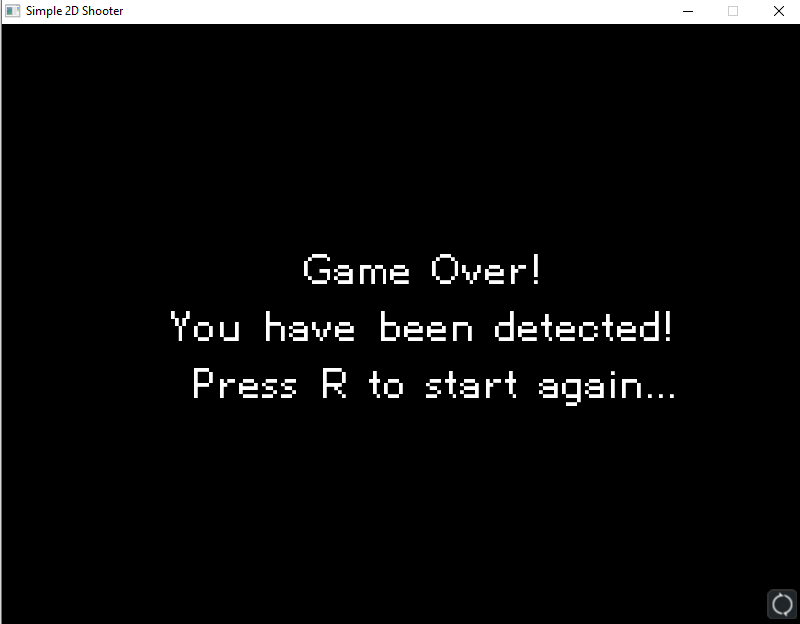 Simple 2D Shooter
Game Over!
You have been detected!
Press R to start again...